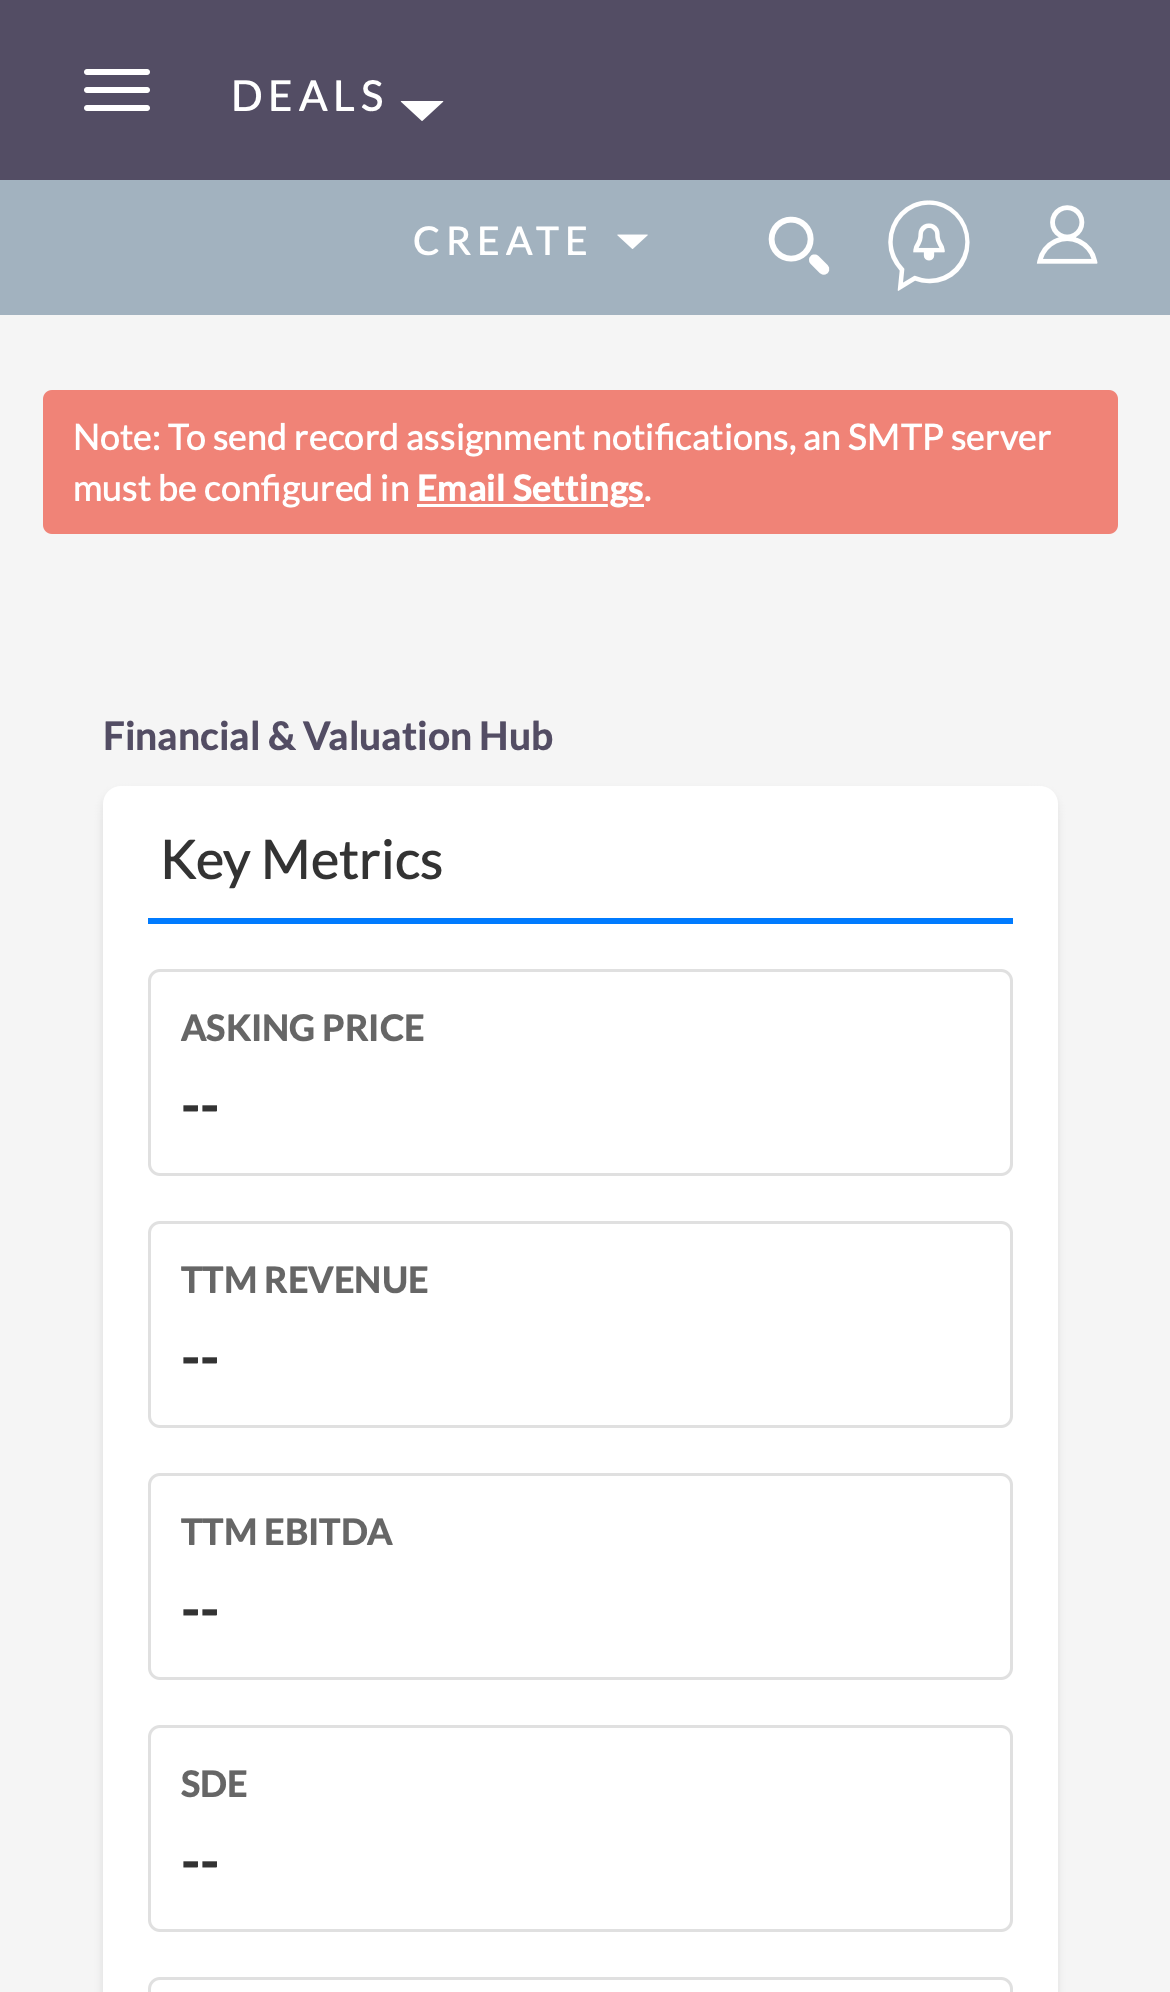 DEALS
CREATE
Note: To send record assignment notifications, an SMTP server
must be configured in Email Settings.
Financial & Valuation Hub
Key Metrics
ASKING PRICE
--
TTM REVENUE
--
TTM EBITDA
--
SDE
--